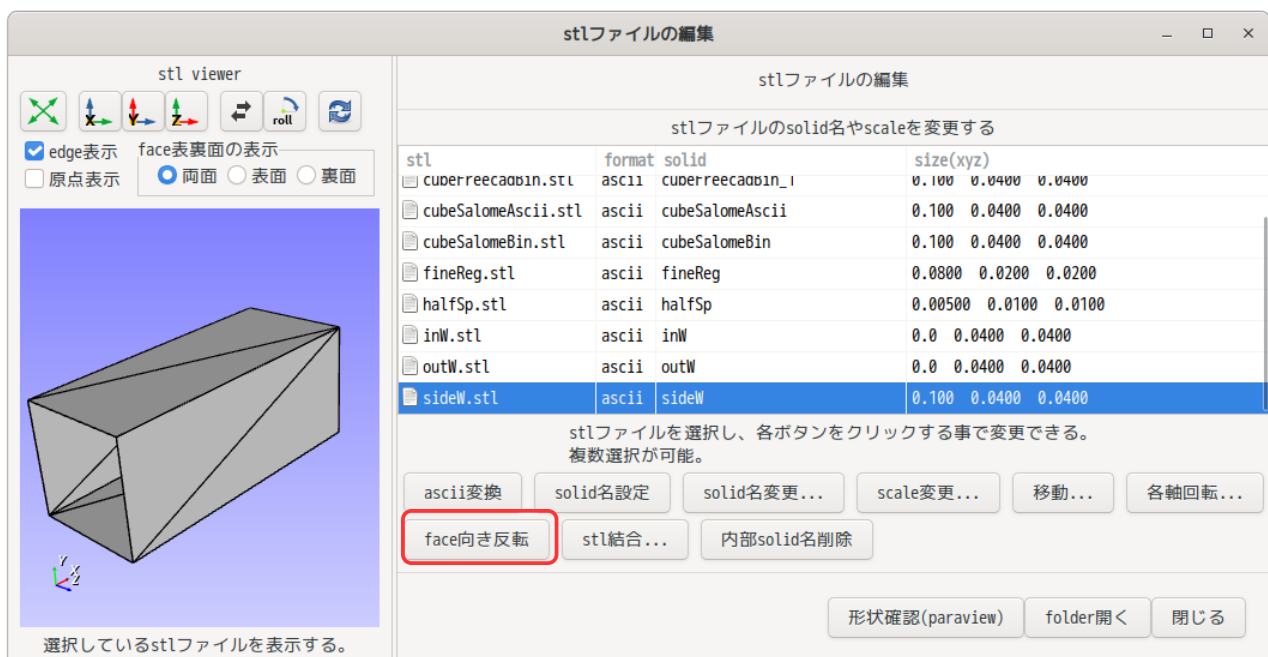 stlファイルの編集
stl viewer
X Y Z roll
edge表示
原点表示
face表裏面の表示
両面 表面 裏面
Y X Z
選択しているstlファイルを表示する。
stlファイルの編集
stlファイルのsolid名やscaleを変更する
stl format solid size(xyz)
cubeFreecadBin.stl ascii cubeFreecadBin_1 0.100 0.0400 0.0400
cubeSalomeAscii.stl ascii cubeSalomeAscii 0.100 0.0400 0.0400
cubeSalomeBin.stl ascii cubeSalomeBin 0.100 0.0400 0.0400
fineReg.stl ascii fineReg 0.0800 0.0200 0.0200
halfSp.stl ascii halfSp 0.00500 0.0100 0.0100
inW.stl ascii inW 0.0 0.0400 0.0400
outW.stl ascii outW 0.0 0.0400 0.0400
sideW.stl ascii sideW 0.100 0.0400 0.0400
stlファイルを選択し、各ボタンをクリックする事で変更できる。
複数選択が可能。
ascii変換 solid名設定 solid名変更... scale変更... 移動... 各軸回転...
face向き反転 stl結合... 内部solid名削除
形状確認(paraview) folder開く 閉じる